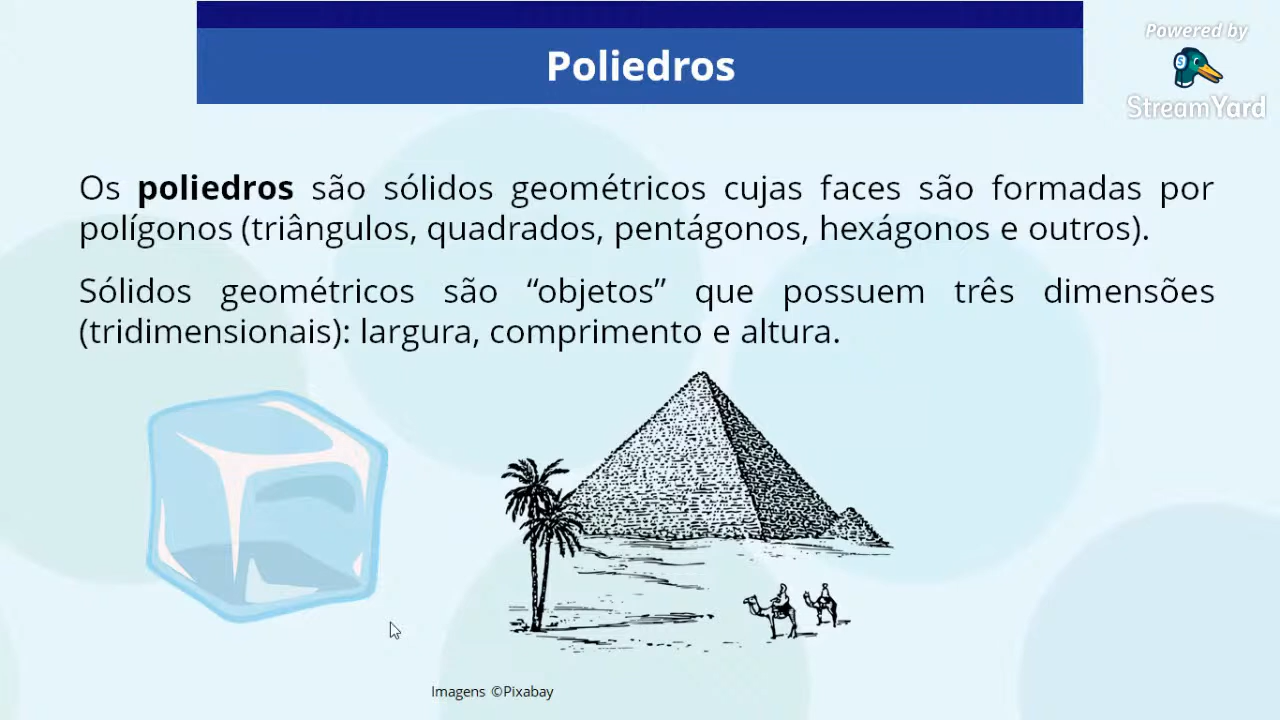 Poliedros
Powered by
StreamYard
Os poliedros são sólidos geométricos cujas faces são formadas por
polígonos (triângulos, quadrados, pentágonos, hexágonos e outros).
Sólidos geométricos são “objetos” que possuem três dimensões
(tridimensionais): largura, comprimento e altura.
Imagens ©Pixabay